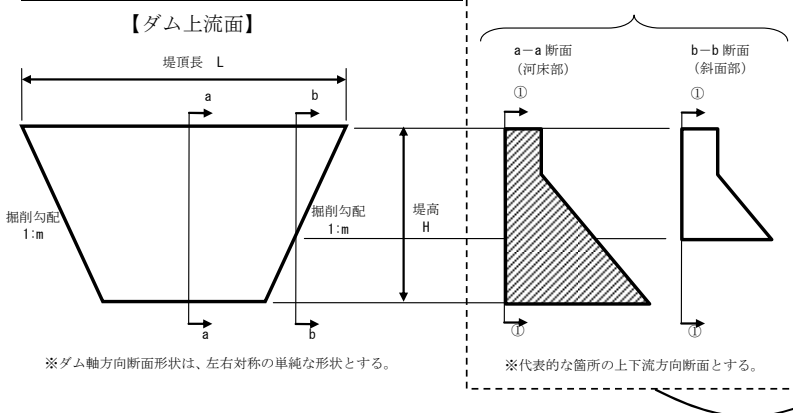 【ダム上流面】
堤頂長 L
a
b
掘削勾配
1:m
掘削勾配
1:m
堤高
H
a
b
※ダム軸方向断面形状は、左右対称の単純な形状とする。
a－a 断面
(河床部)
①
b－b 断面
(斜面部)
①
①
①
※代表的な箇所の上下流方向断面とする。